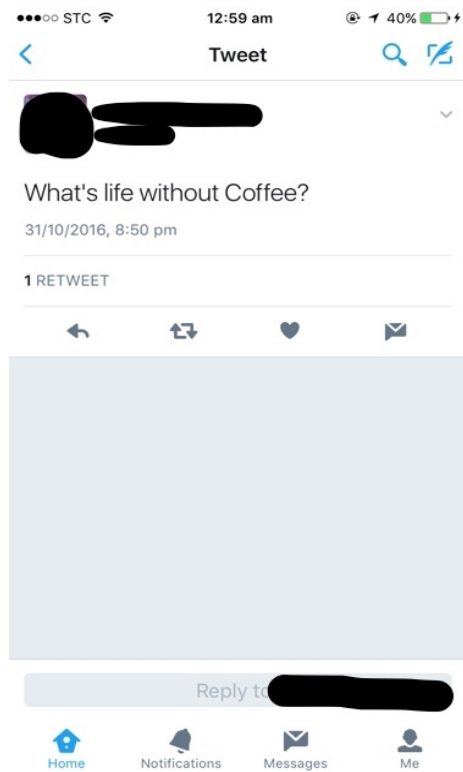 STC 12:59 am 40%
Tweet
What's life without Coffee?
31/10/2016, 8:50 pm
1 RETWEET
Reply to
Home Notifications Messages Me